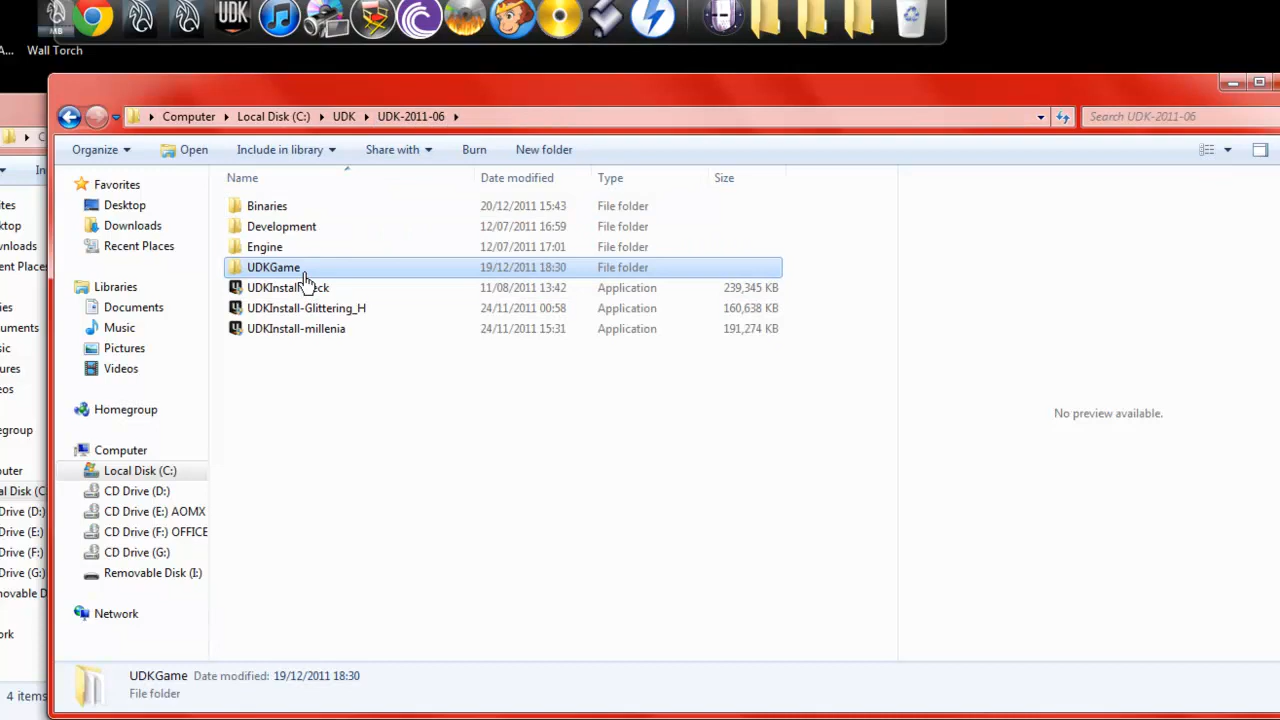 MB
UDK
A...
Wall Torch
Computer
Local Disk (C:)
UDK
UDK-2011-06
Search UDK-2011-06
Organize
Open
Include in library
Share with
Burn
New folder
Name
Date modified
Type
Size
Favorites
Desktop
Downloads
Recent Places
Libraries
Documents
Music
Pictures
Videos
Homegroup
Computer
Local Disk (C:)
CD Drive (D:)
CD Drive (E:) AOMX
CD Drive (F:) OFFICE
CD Drive (G:)
Removable Disk (I:)
Network
Binaries 20/12/2011 15:43 File folder
Development 12/07/2011 16:59 File folder
Engine 12/07/2011 17:01 File folder
UDKGame 19/12/2011 18:30 File folder
11/08/2011 13:42 Application 239,345 KB
UDKInstall-Glittering_H 24/11/2011 00:58 Application 160,638 KB
UDKInstall-millenia 24/11/2011 15:31 Application 191,274 KB
No preview available.
UDKGame Date modified: 19/12/2011 18:30
File folder
4 items